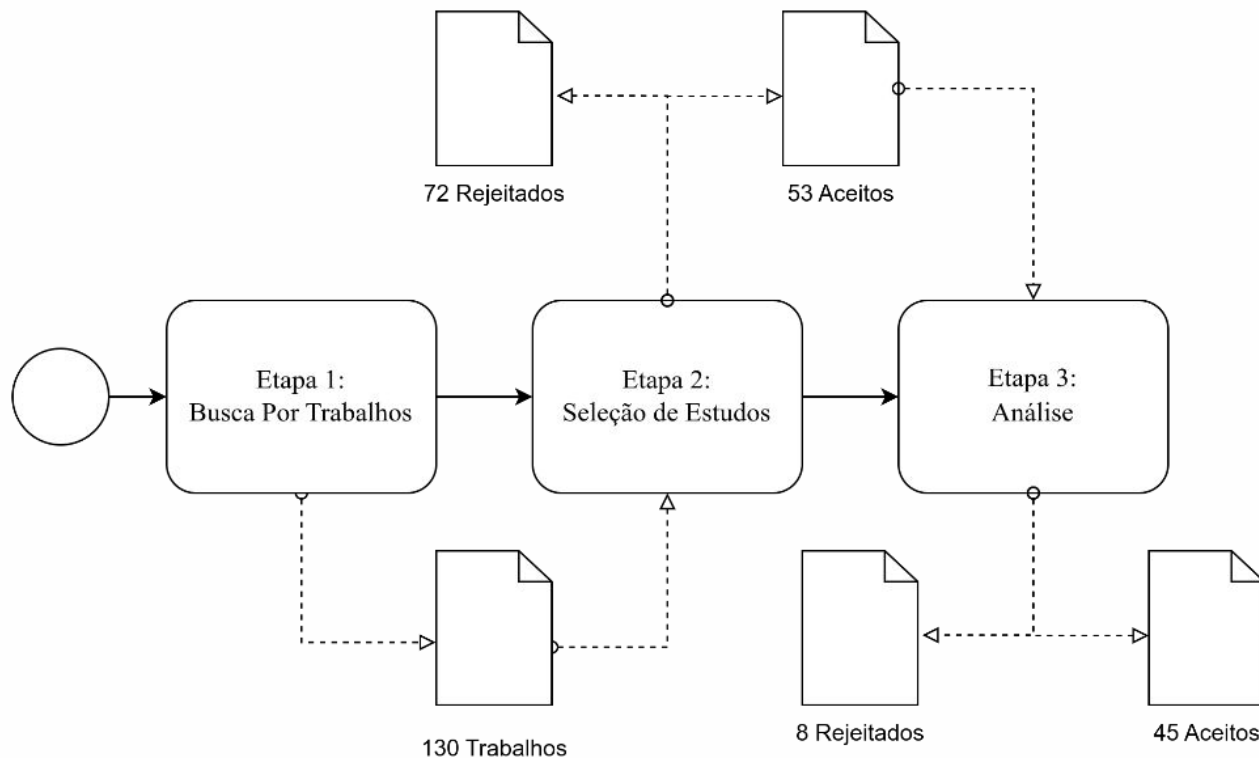 72 Rejeitados
53 Aceitos
Etapa 1:
Busca Por Trabalhos
Etapa 2:
Seleção de Estudos
Etapa 3:
Análise
130 Trabalhos
8 Rejeitados
45 Aceitos